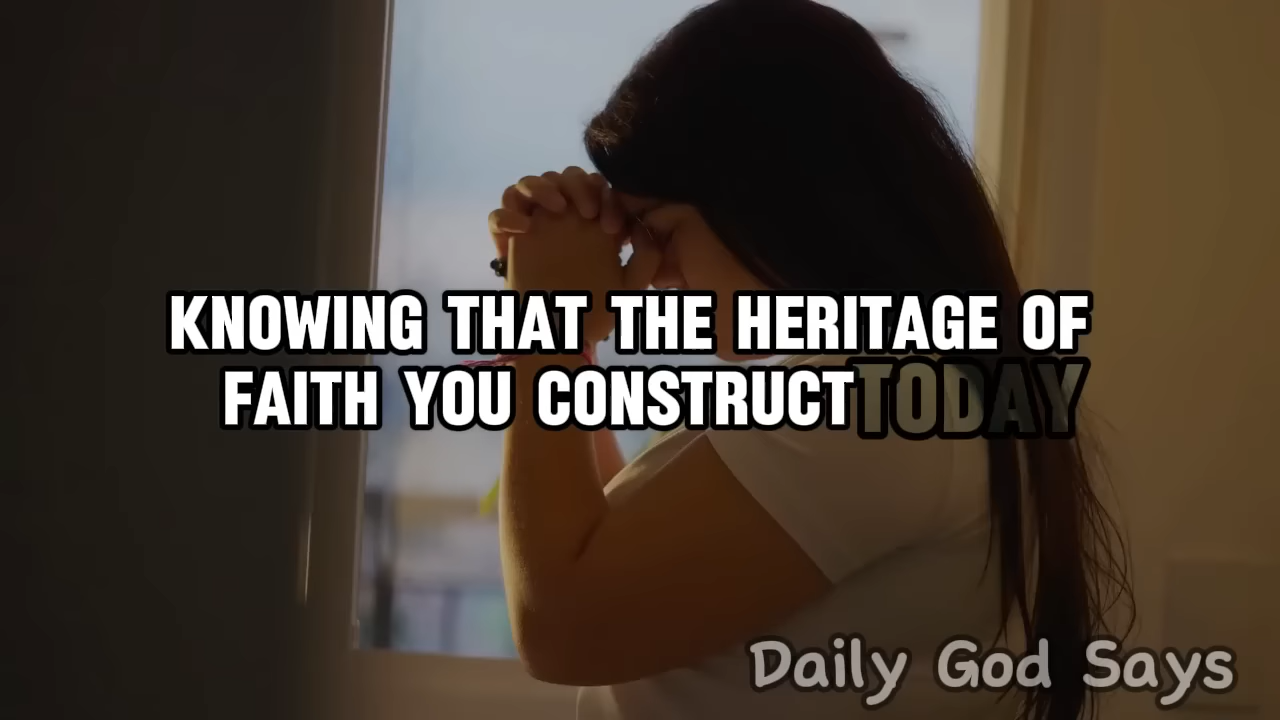 KNOWING THAT THE HERITAGE OF
FAITH YOU CONSTRUCT TODAY
Daily God Says